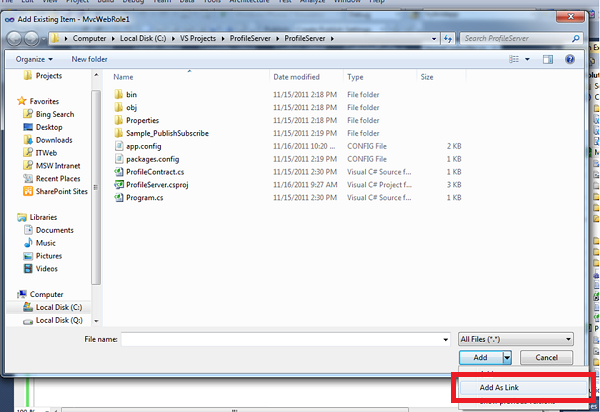 Add Existing Item - MvcWebRole1
Computer ▸ Local Disk (C:) ▸ VS Projects ▸ ProfileServer ▸ ProfileServer ▸
Search ProfileServer
Organize New folder
Name Date modified Type Size
Projects
Favorites
Bing Search
Desktop
Downloads
ITWeb
MSW Intranet
Recent Places
SharePoint Sites
Libraries
Documents
Music
Pictures
Videos
Computer
Local Disk (C:)
Local Disk (Q:)
bin 11/15/2011 2:18 PM File folder
obj 11/15/2011 2:18 PM File folder
Properties 11/15/2011 2:18 PM File folder
Sample_PublishSubscribe 11/15/2011 2:19 PM File folder
app.config 11/16/2011 10:20 ... CONFIG File 2 KB
packages.config 11/15/2011 2:19 PM CONFIG File 1 KB
ProfileContract.cs 11/15/2011 2:30 PM Visual C# Source f... 1 KB
ProfileServer.csproj 11/16/2011 9:27 AM Visual C# Project f... 3 KB
Program.cs 11/15/2011 2:30 PM Visual C# Source f... 1 KB
File name:
All Files (*.*)
Add Cancel
Add As Link
100 %